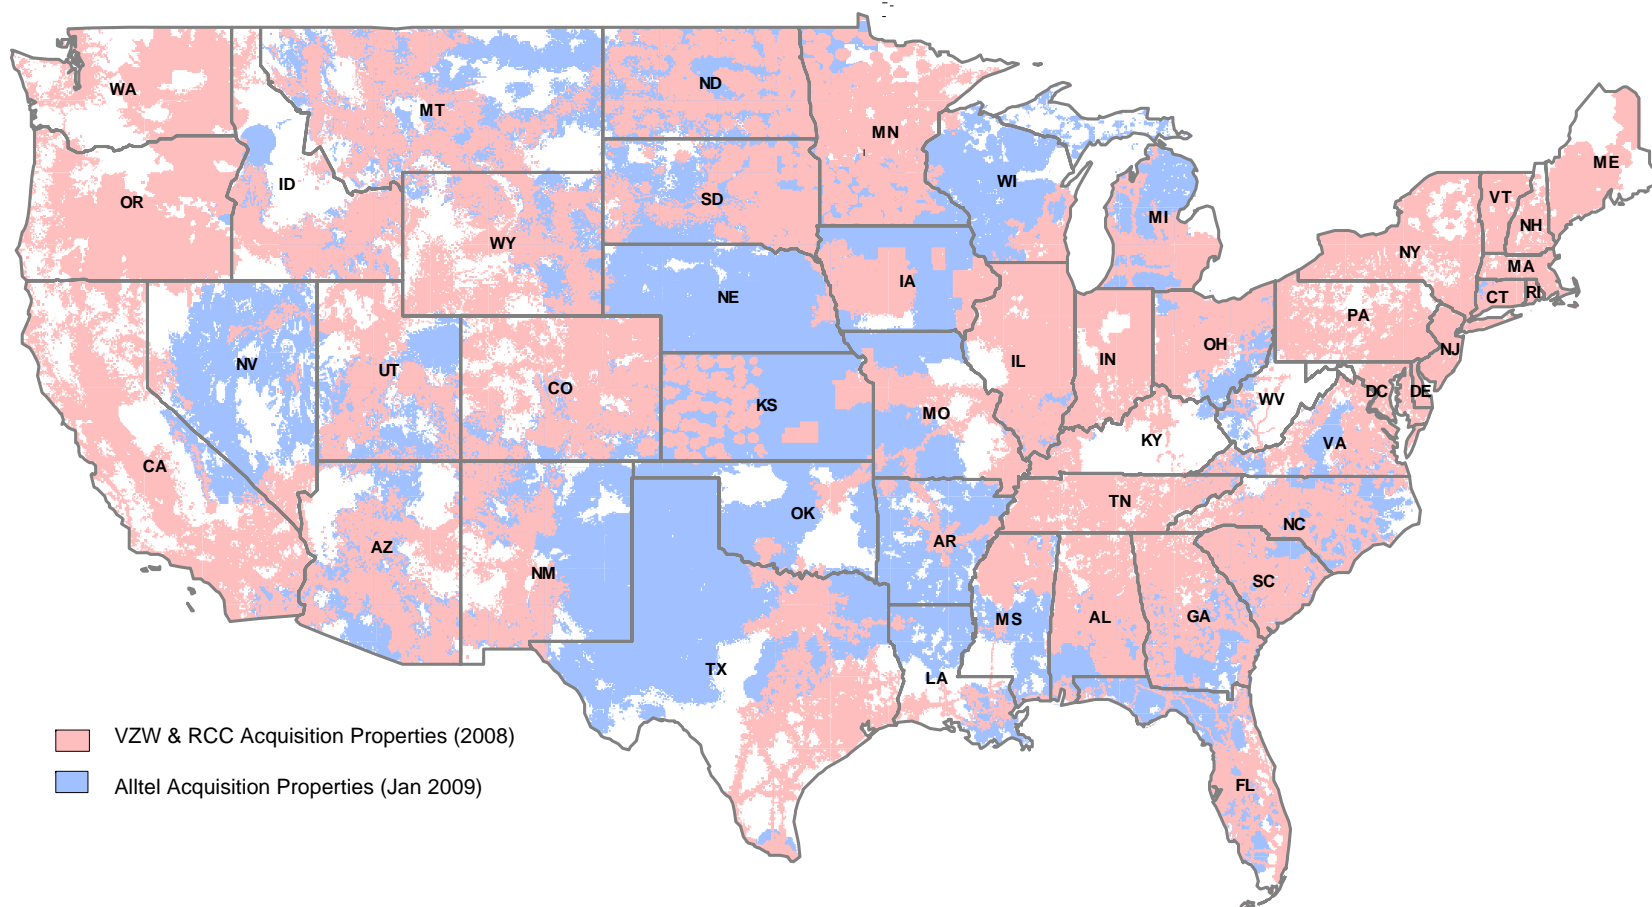 WA
MT
ND
MN
ME
OR
ID
SD
WI
MI
VT
NH
WY
NY
MA
NE
IA
CT
RI
PA
NV
UT
CO
KS
MO
IL
IN
OH
NJ
WV
DC
DE
CA
KY
VA
AZ
NM
OK
AR
TN
NC
SC
TX
LA
MS
AL
GA
FL
VZW & RCC Acquisition Properties (2008)
Alltel Acquisition Properties (Jan 2009)